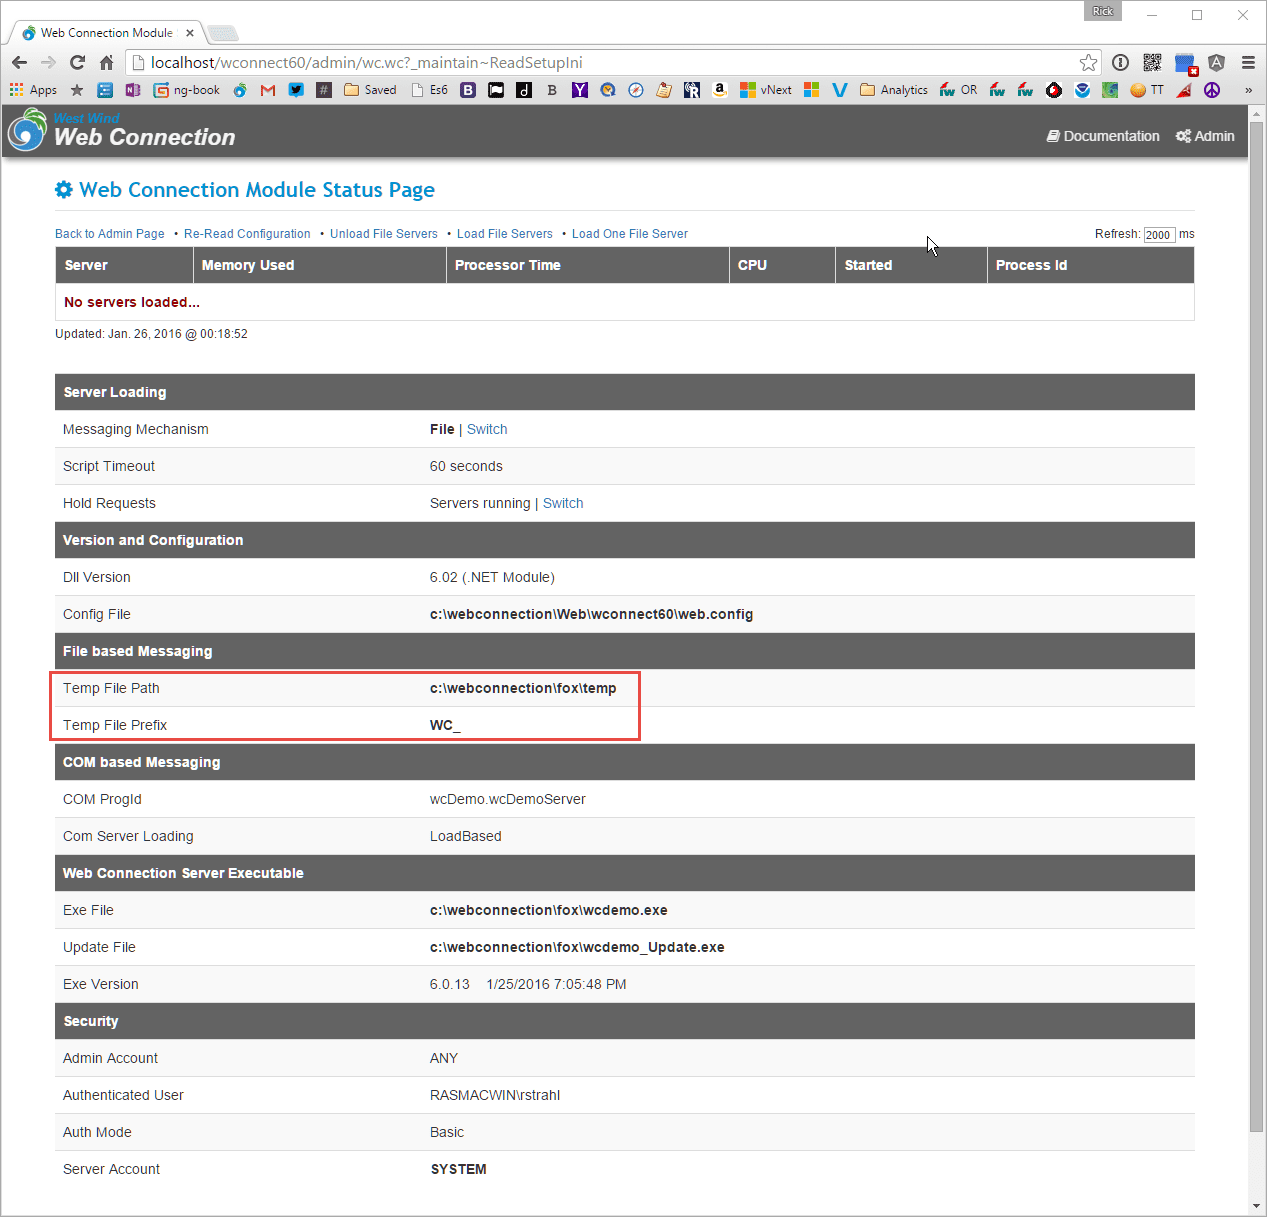 Rick
Web Connection Module
localhost/wconnect60/admin/wc.wc?_maintain~ReadSetupIni
Apps ng-book Saved Es6 vNext Analytics OR TT »
West Wind
Web Connection
Documentation Admin
Web Connection Module Status Page
Back to Admin Page • Re-Read Configuration • Unload File Servers • Load File Servers • Load One File Server Refresh: 2000 ms
Server Memory Used Processor Time CPU Started Process Id
No servers loaded...
Updated: Jan. 26, 2016 @ 00:18:52
Server Loading
Messaging Mechanism File | Switch
Script Timeout 60 seconds
Hold Requests Servers running | Switch
Version and Configuration
Dll Version 6.02 (.NET Module)
Config File c:\webconnection\Web\wconnect60\web.config
File based Messaging
Temp File Path c:\webconnection\fox\temp
Temp File Prefix WC_
COM based Messaging
COM ProgId wcDemo.wcDemoServer
Com Server Loading LoadBased
Web Connection Server Executable
Exe File c:\webconnection\fox\wcdemo.exe
Update File c:\webconnection\fox\wcdemo_Update.exe
Exe Version 6.0.13 1/25/2016 7:05:48 PM
Security
Admin Account ANY
Authenticated User RASMACWIN\rstrahl
Auth Mode Basic
Server Account SYSTEM